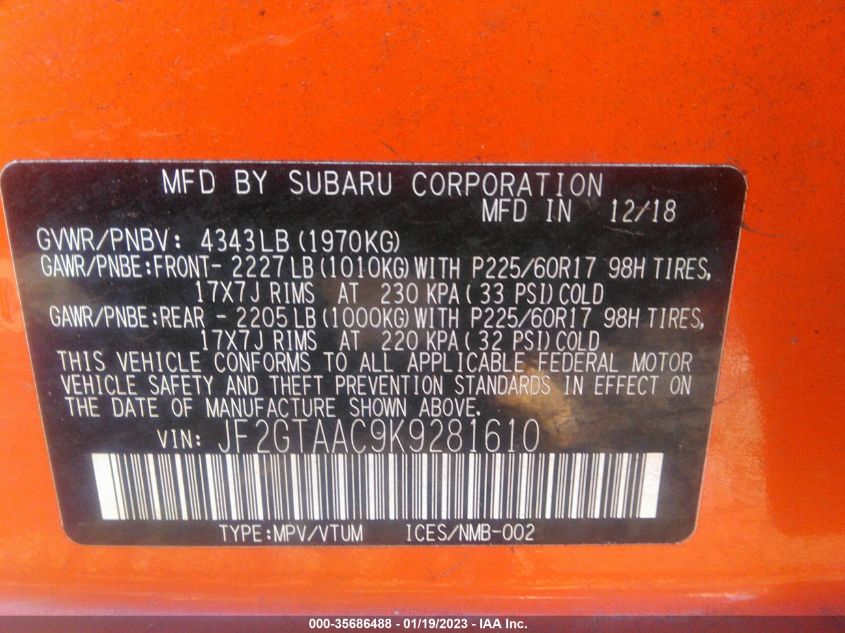 MFD BY SUBARU CORPORATION
MFD IN 12/18
GVWR/PNBV: 4343LB (1970KG)
GAWR/PNBE:FRONT- 2227LB (1010KG) WITH P225/60R17 98H TIRES,
17X7J RIMS AT 230 KPA (33 PSI) COLD
GAWR/PNBE:REAR - 2205LB (1000KG) WITH P225/60R17 98H TIRES,
17X7J RIMS AT 220 KPA (32 PSI) COLD
THIS VEHICLE CONFORMS TO ALL APPLICABLE FEDERAL MOTOR
VEHICLE SAFETY AND THEFT PREVENTION STANDARDS IN EFFECT ON
THE DATE OF MANUFACTURE SHOWN ABOVE.
VIN: JF2GTAAC9K9281610
TYPE:MPV/VTUM ICES/NMB-002
000-35686488 - 01/19/2023 - IAA Inc.